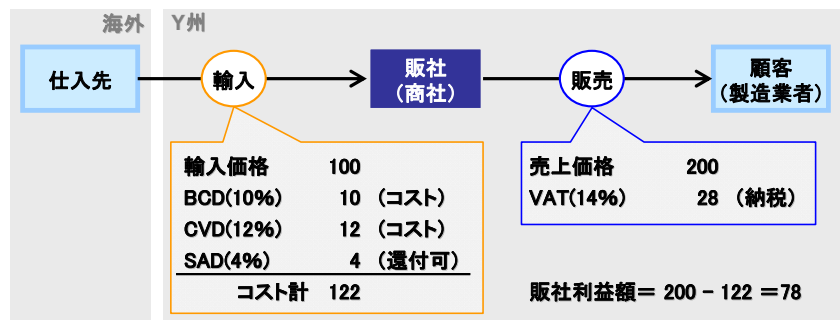 海外
Y州
仕入先
輸入
販社
(商社)
販売
顧客
(製造業者)
輸入価格 100
BCD(10%) 10 (コスト)
CVD(12%) 12 (コスト)
SAD(4%) 4 (還付可)
コスト計 122
売上価格 200
VAT(14%) 28 (納税)
販社利益額= 200 - 122 =78